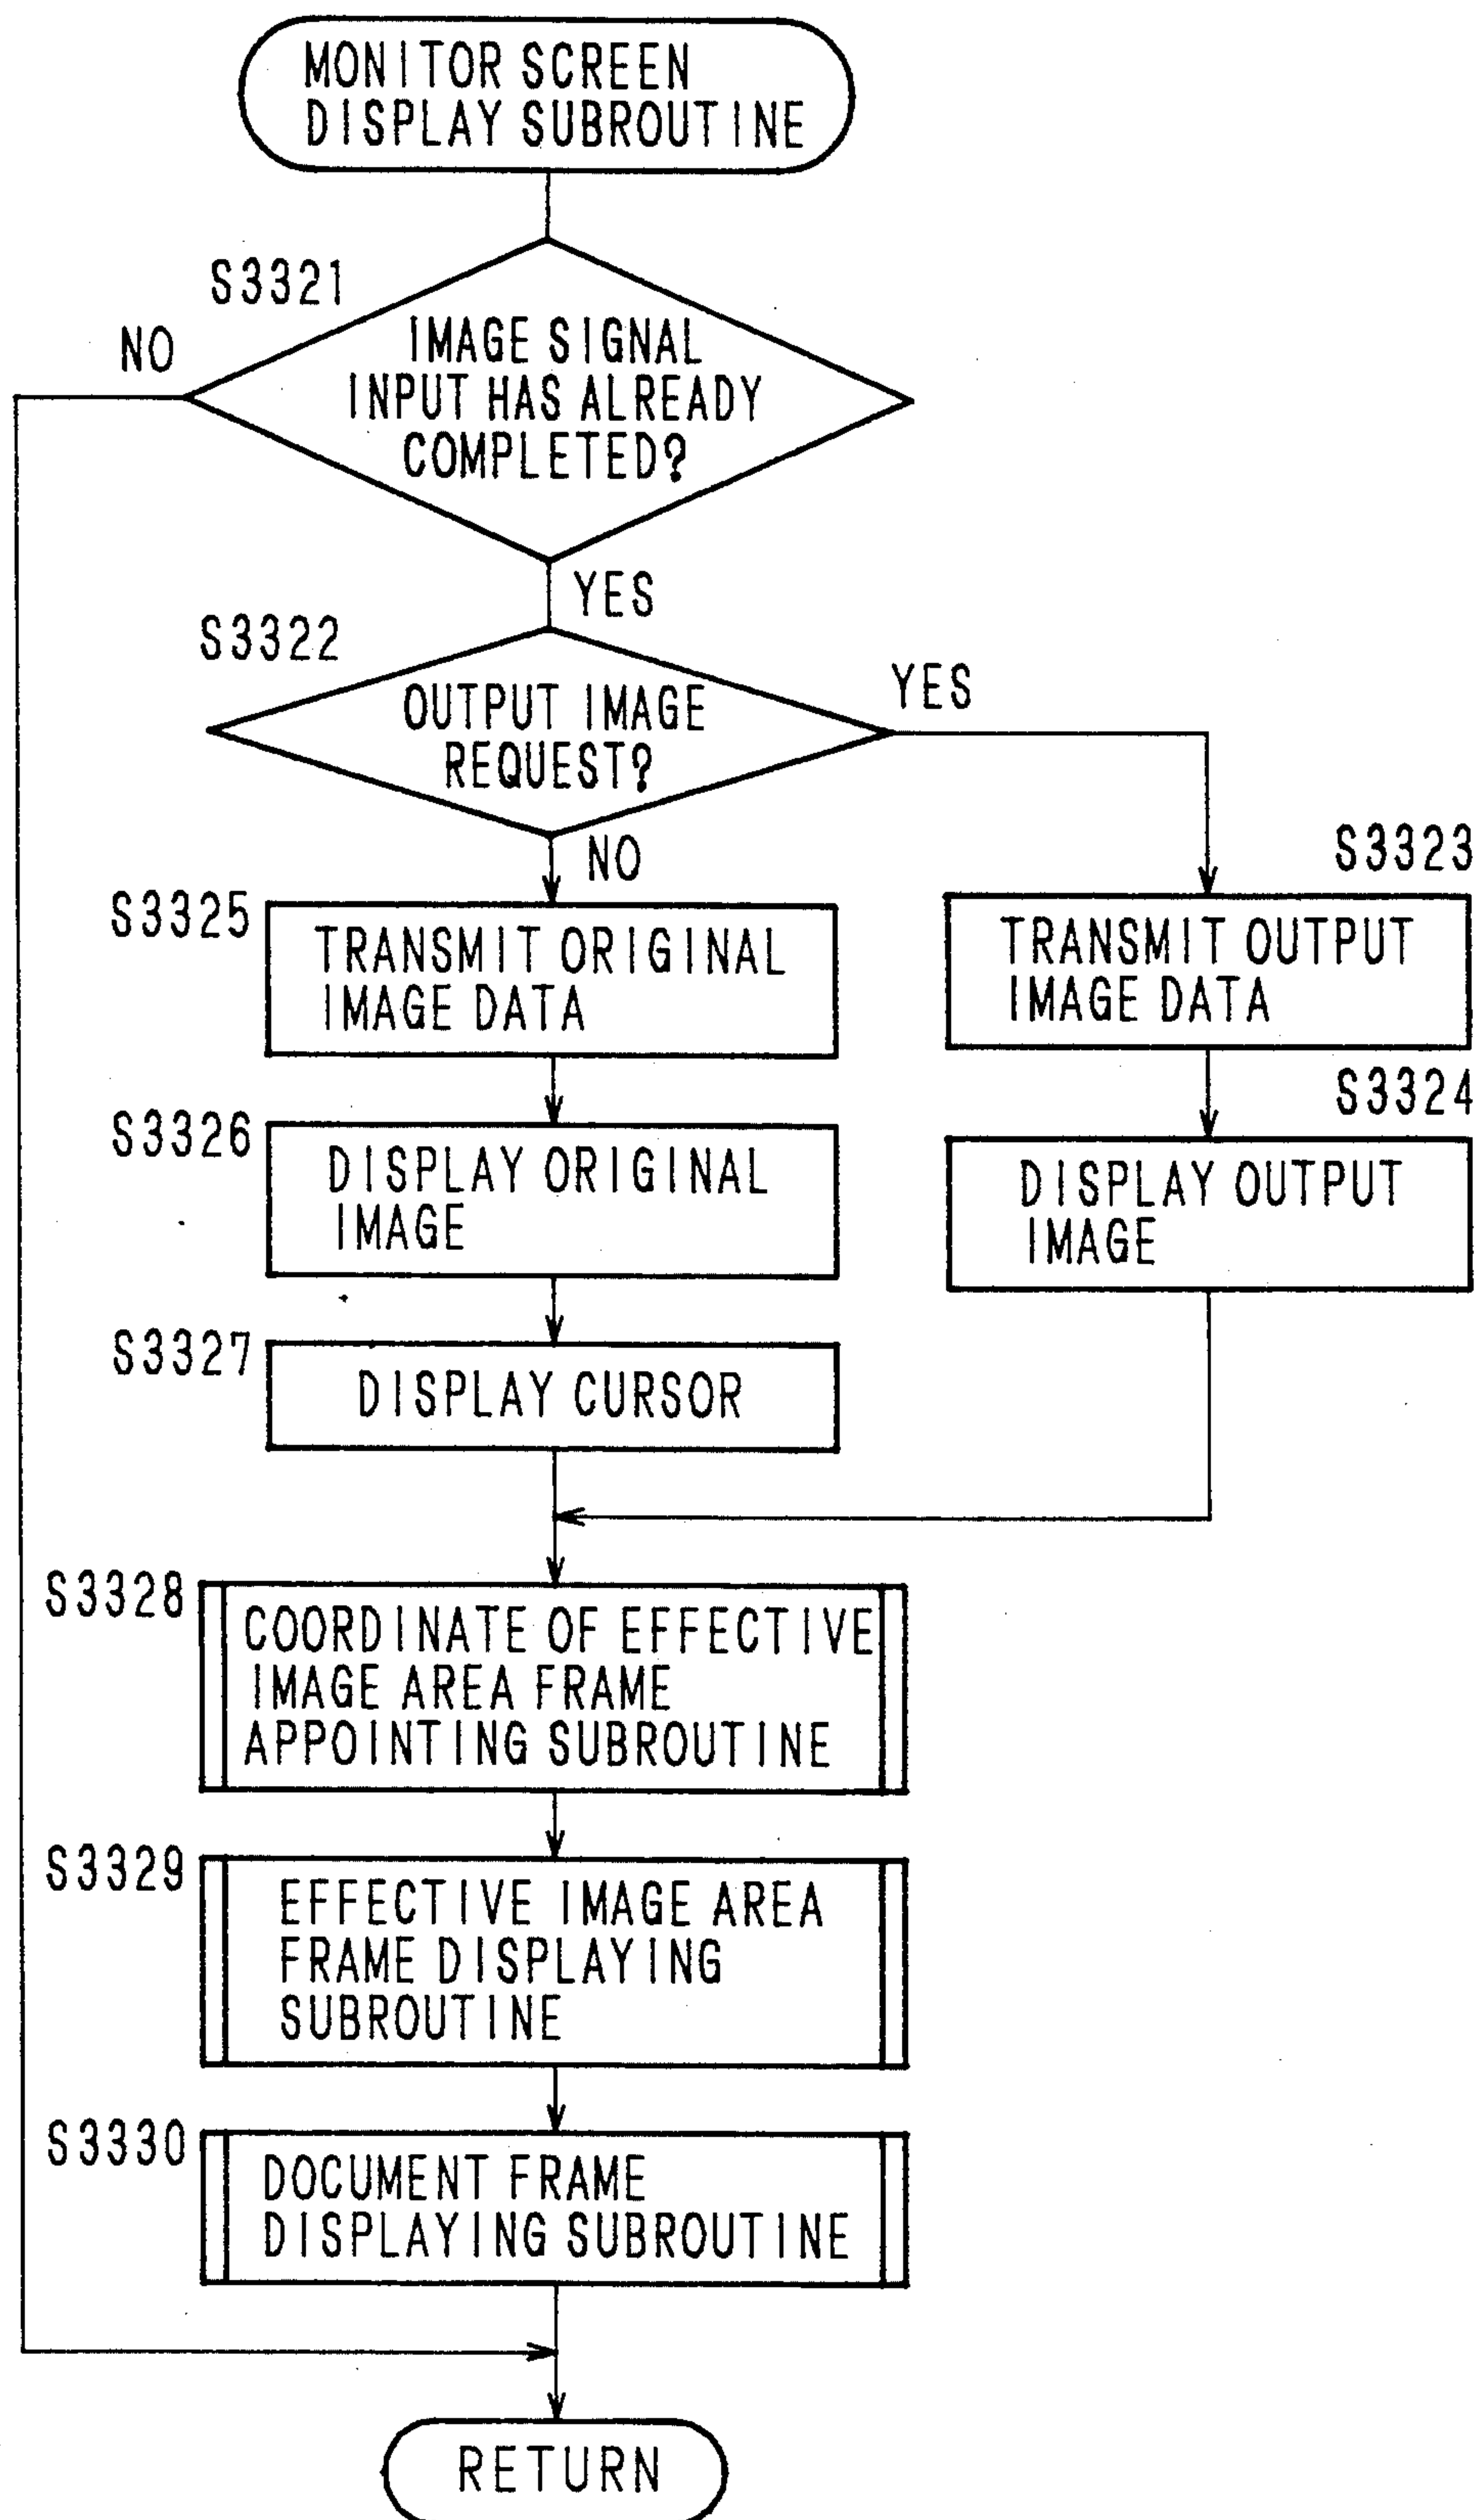 MONITOR SCREEN
DISPLAY SUBROUTINE
S3321
NO
IMAGE SIGNAL
INPUT HAS ALREADY
COMPLETED?
YES
S3322
OUTPUT IMAGE
REQUEST?
YES
NO
S3323
TRANSMIT OUTPUT
IMAGE DATA
S3324
DISPLAY OUTPUT
IMAGE
S3325
TRANSMIT ORIGINAL
IMAGE DATA
S3326
DISPLAY ORIGINAL
IMAGE
S3327
DISPLAY CURSOR
S3328
COORDINATE OF EFFECTIVE
IMAGE AREA FRAME
APPOINTING SUBROUTINE
S3329
EFFECTIVE IMAGE AREA
FRAME DISPLAYING
SUBROUTINE
S3330
DOCUMENT FRAME
DISPLAYING SUBROUTINE
RETURN